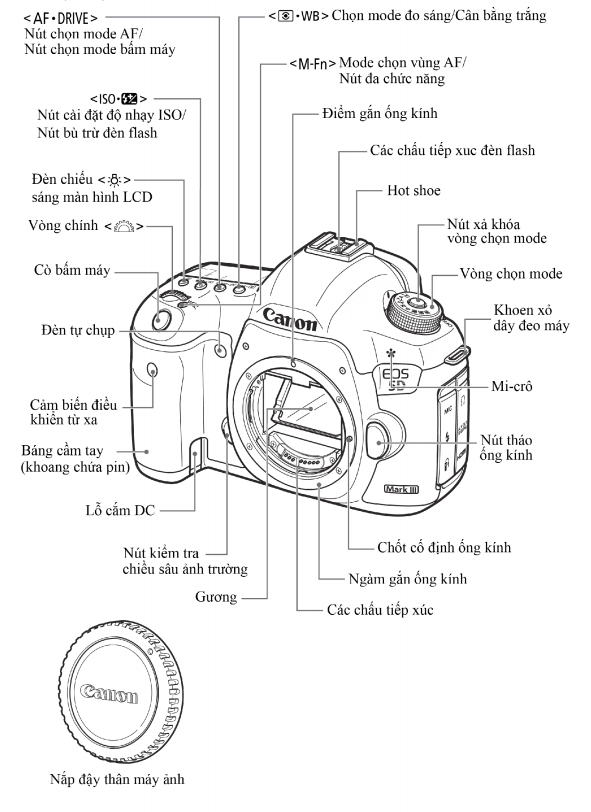 <AF•DRIVE>
Nút chọn mode AF/
Nút chọn mode bấm máy
<•WB> Chọn mode đo sáng/Cân bằng trắng
<M-Fn> Mode chọn vùng AF/
Nút đa chức năng
<ISO•>
Nút cài đặt độ nhạy ISO/
Nút bù trừ đèn flash
Điểm gắn ống kính
Các chấu tiếp xuc đèn flash
Hot shoe
Đèn chiếu < >
sáng màn hình LCD
Vòng chính < >
Nút xả khóa
vòng chọn mode
Cò bấm máy
Vòng chọn mode
Khoen xỏ
dây đeo máy
Đèn tự chụp
Canon
EOS
5D
Mi-crô
Cảm biến điều
khiển từ xa
MIC
Nút tháo
ống kính
Báng cầm tay
(khoang chứa pin)
Mark III
Lỗ cắm DC
Nút kiểm tra
chiều sâu ảnh trường
Chốt cố định ống kính
Ngàm gắn ống kính
Gương
Các chấu tiếp xúc
Canon
Nắp đậy thân máy ảnh